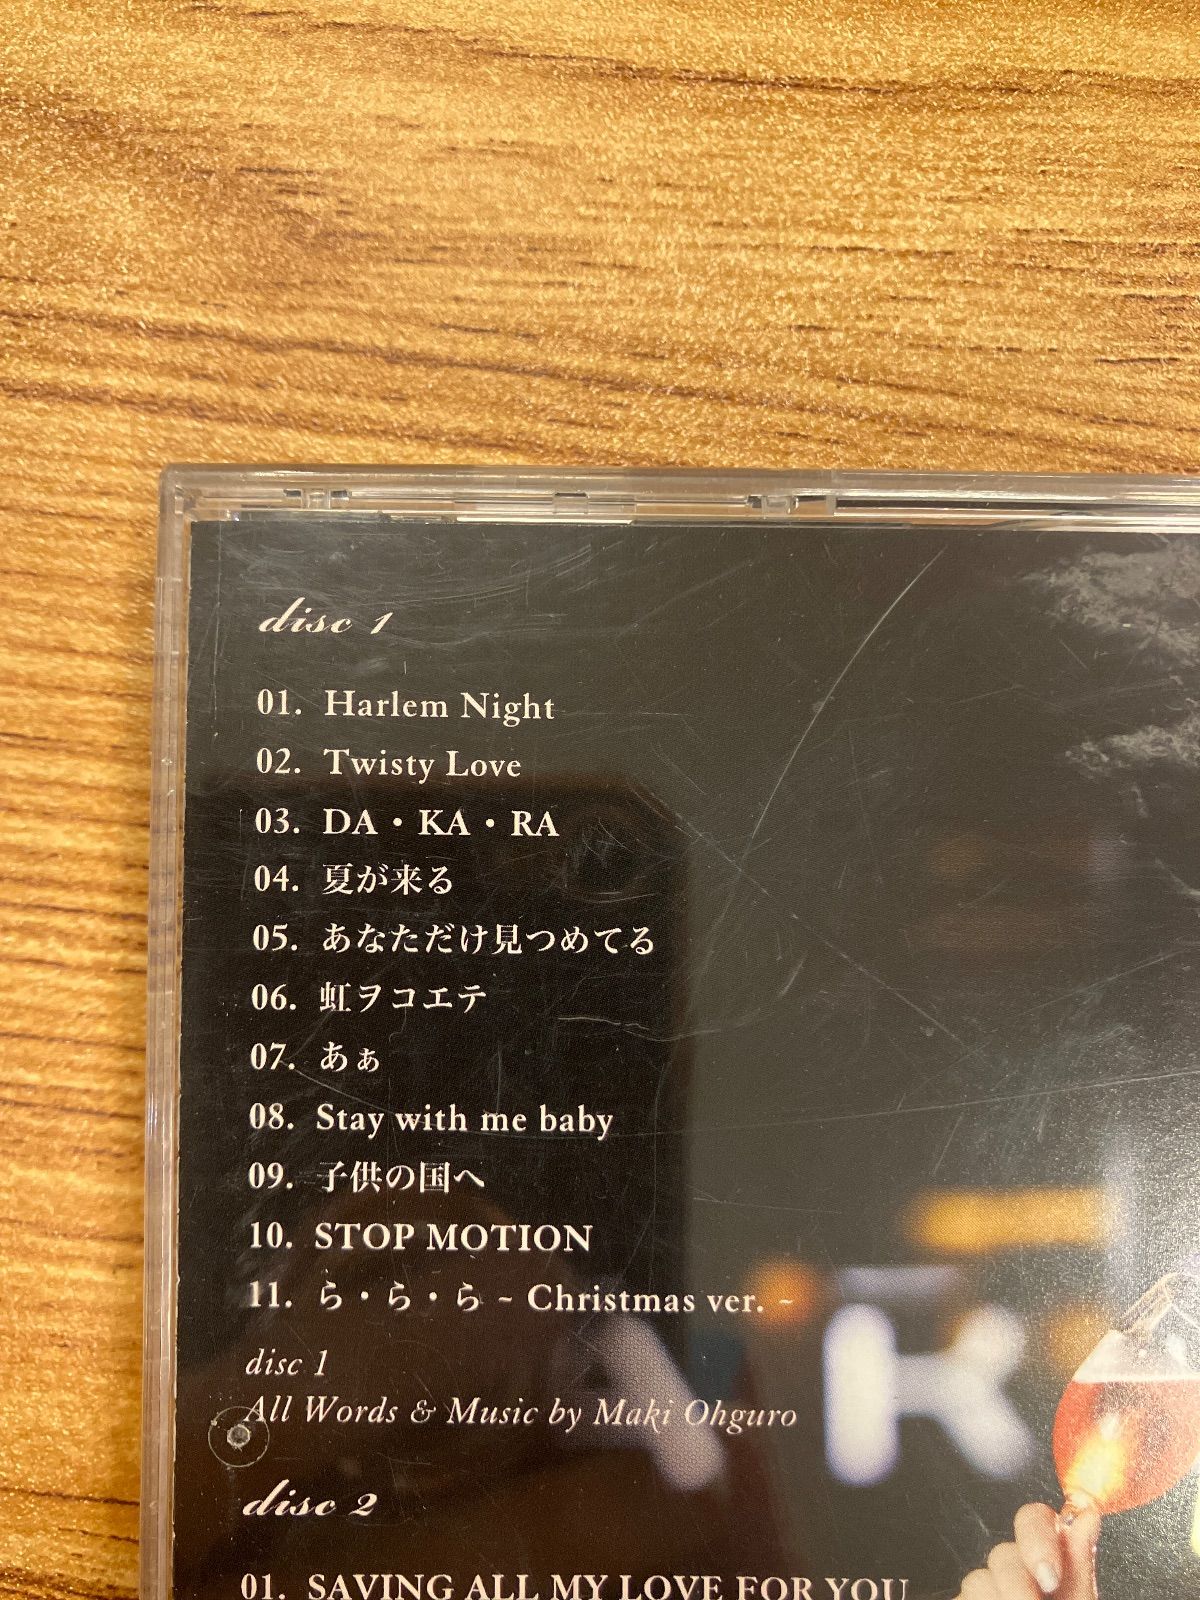 disc 1
01. Harlem Night
02. Twisty Love
03. DA・KA・RA
04. 夏が来る
05. あなただけ見つめてる
06. 虹ヲコエテ
07. あぁ
08. Stay with me baby
09. 子供の国へ
10. STOP MOTION
11. ら・ら・ら ~ Christmas ver. ~
disc 1
All Words & Music by Maki Ohguro
disc 2
01. SAVING ALL MY LOVE FOR YOU